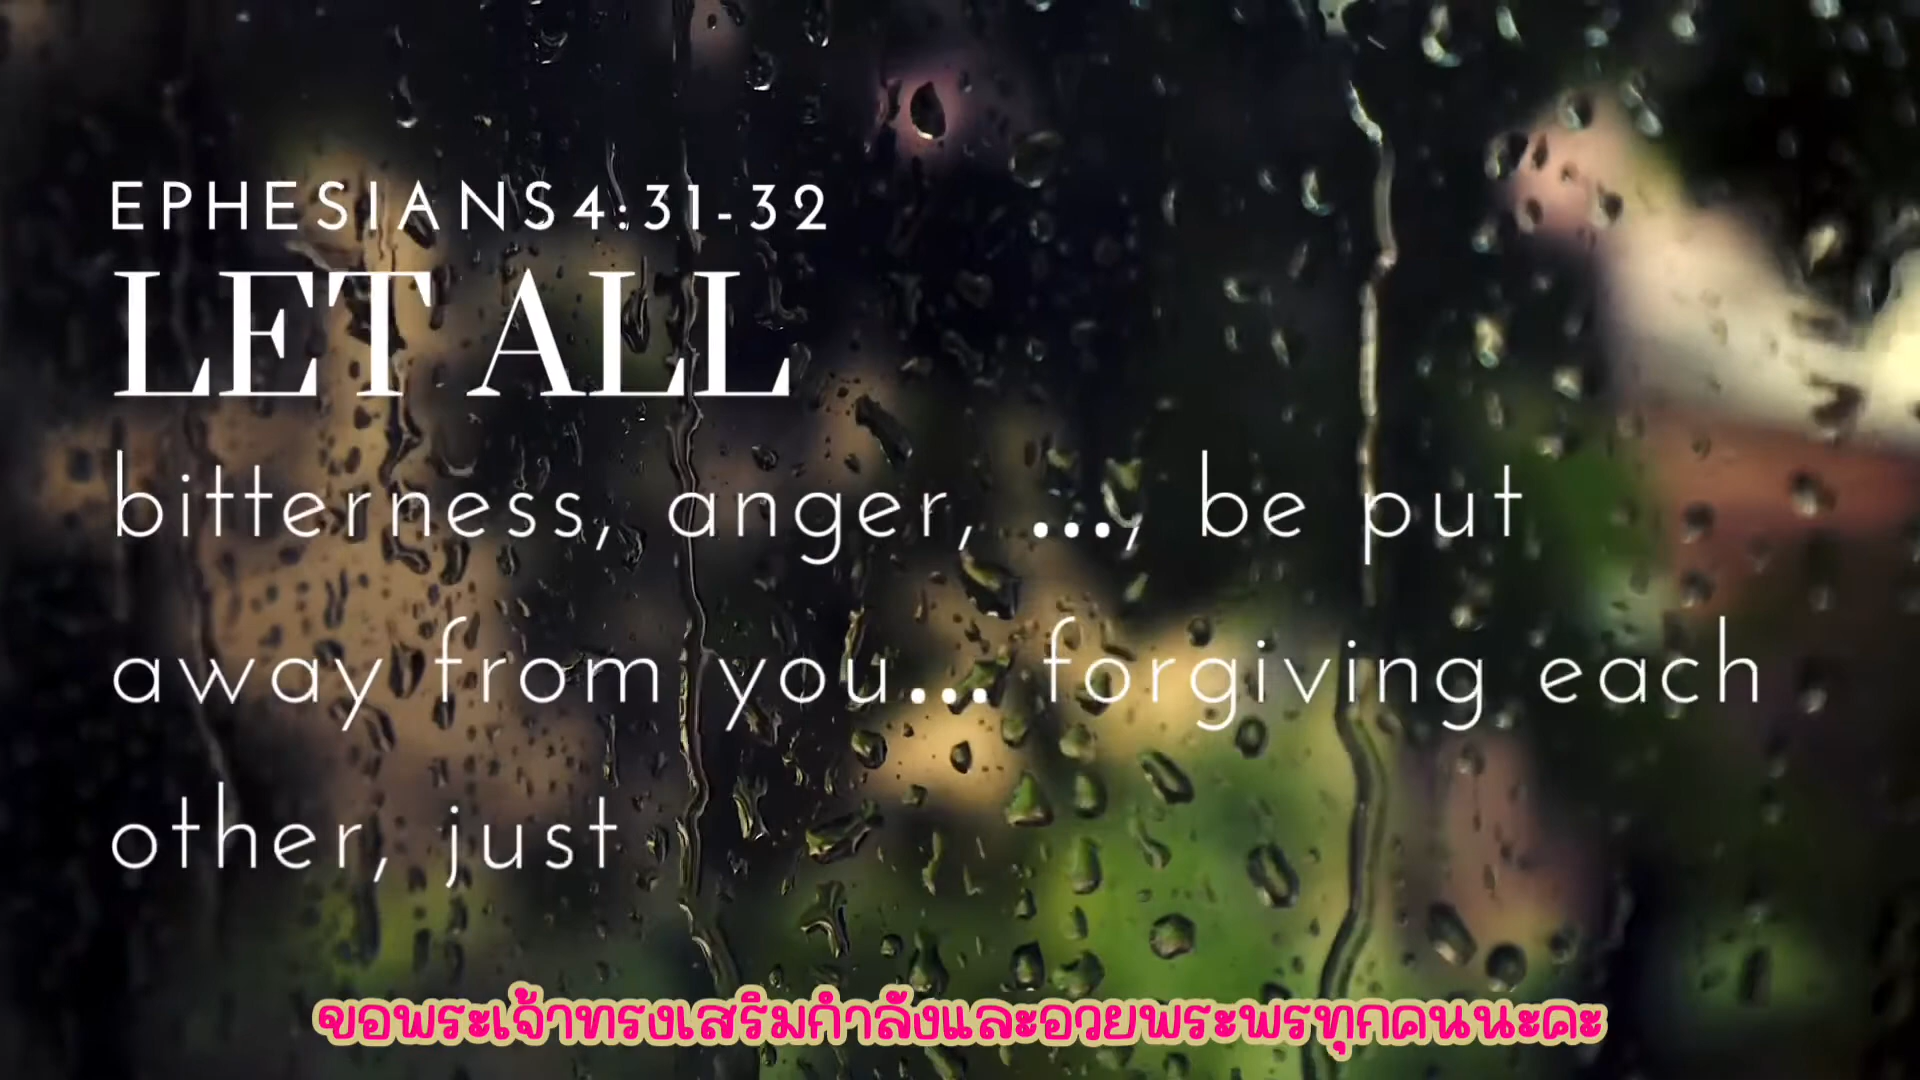 EPHESIANS 4:31-32
LET ALL
bitterness, anger, ..., be put
away from you... forgiving each
other, just
ขอพระเจ้าทรงเสริมกำลังและอวยพระพรทุกคนนะคะ